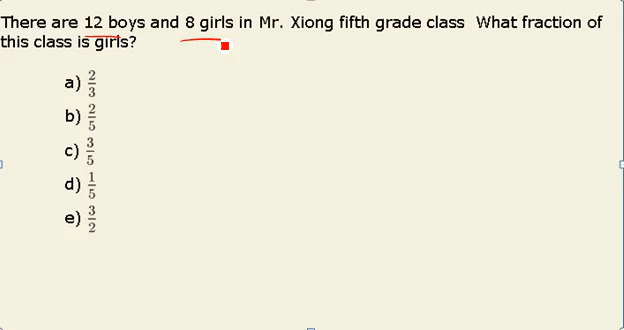 There are 12 boys and 8 girls in Mr. Xiong fifth grade class  What fraction of
this class is girls?
a) 2/3
b) 2/5
c) 3/5
d) 1/5
e) 3/2